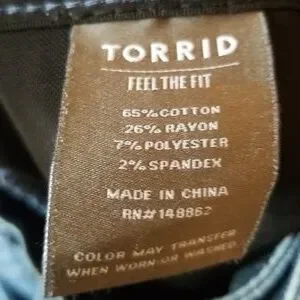 TORRID
FEEL THE FIT
65% COTTON
26% RAYON
7% POLYESTER
2% SPANDEX
MADE IN CHINA
RN# 148862
COLOR MAY TRANSFER
WHEN WORN OR WASHED